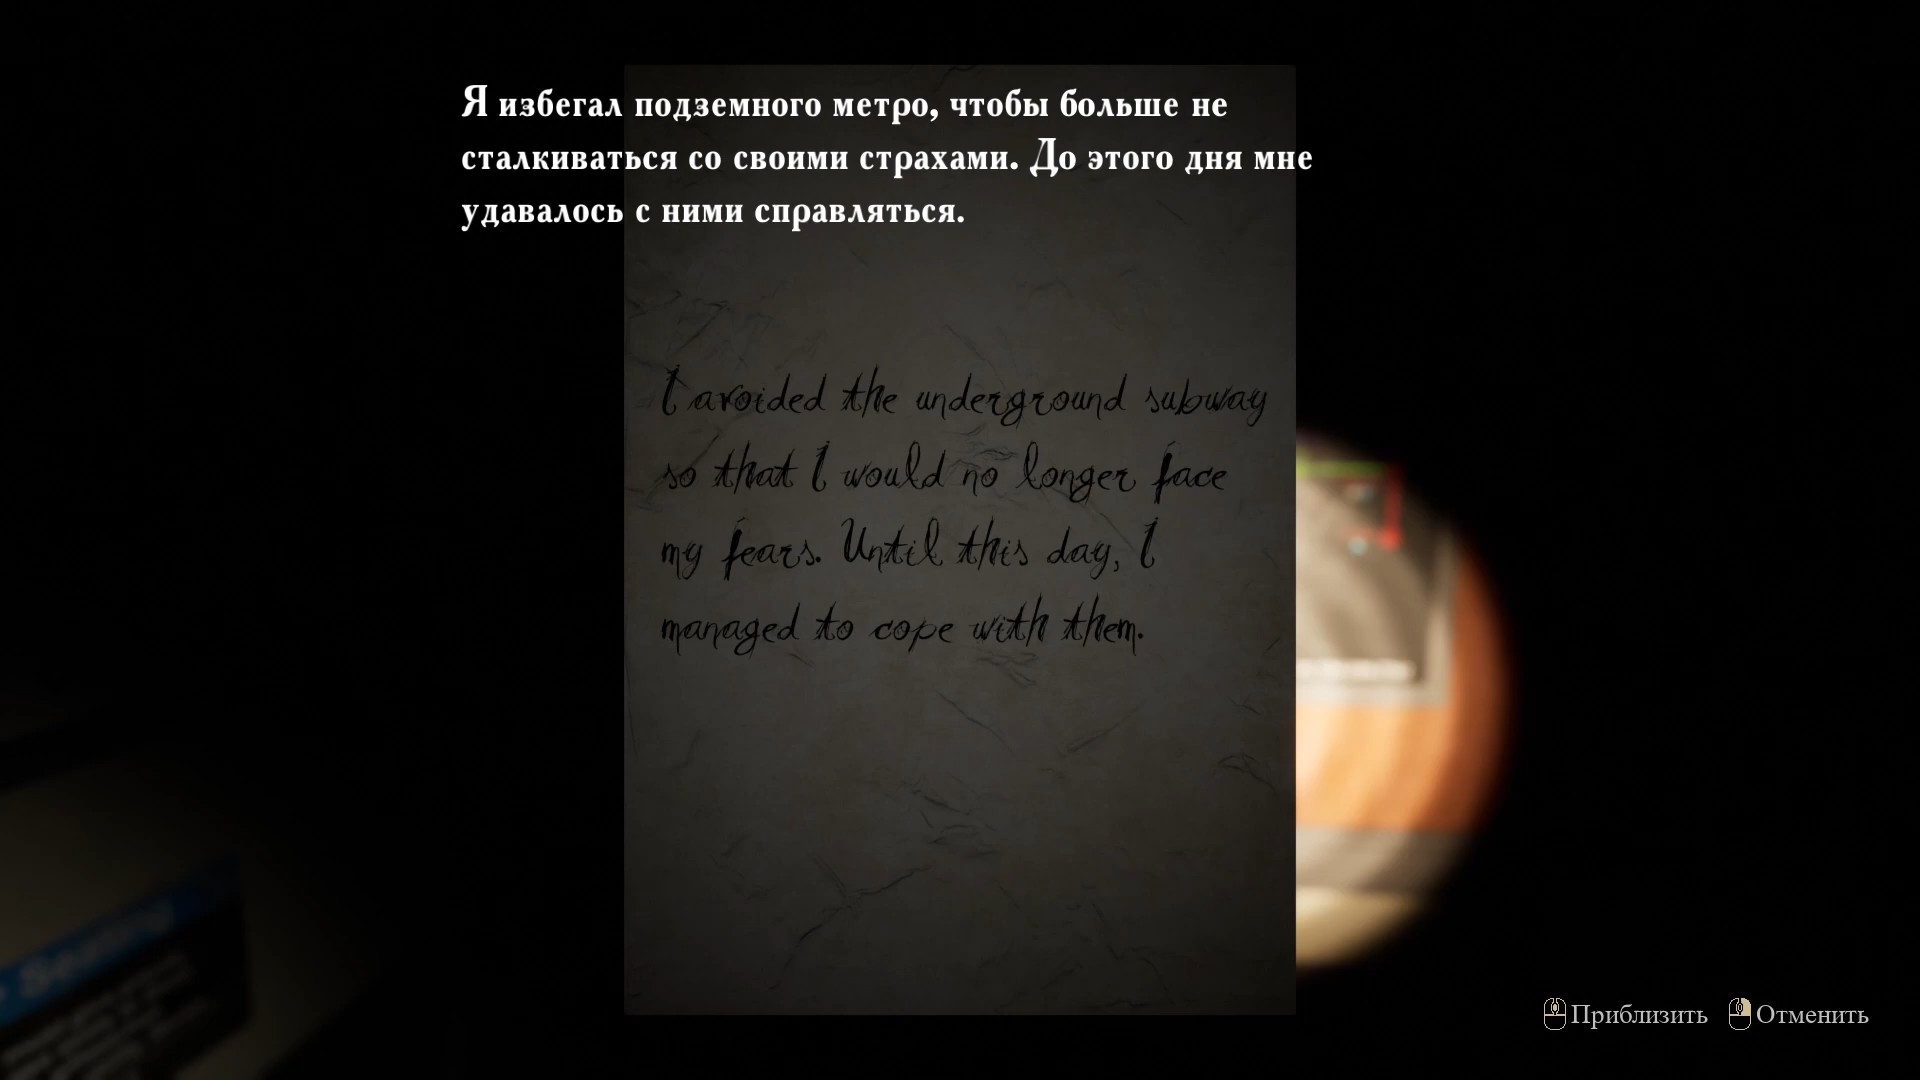 Я избегал подземного метро, чтобы больше не
сталкиваться со своими страхами. До этого дня мне
удавалось с ними справляться.
I avoided the underground subway
so that I would no longer face
my fears. Until this day, I
managed to cope with them.
Seating
Приблизить Отменить